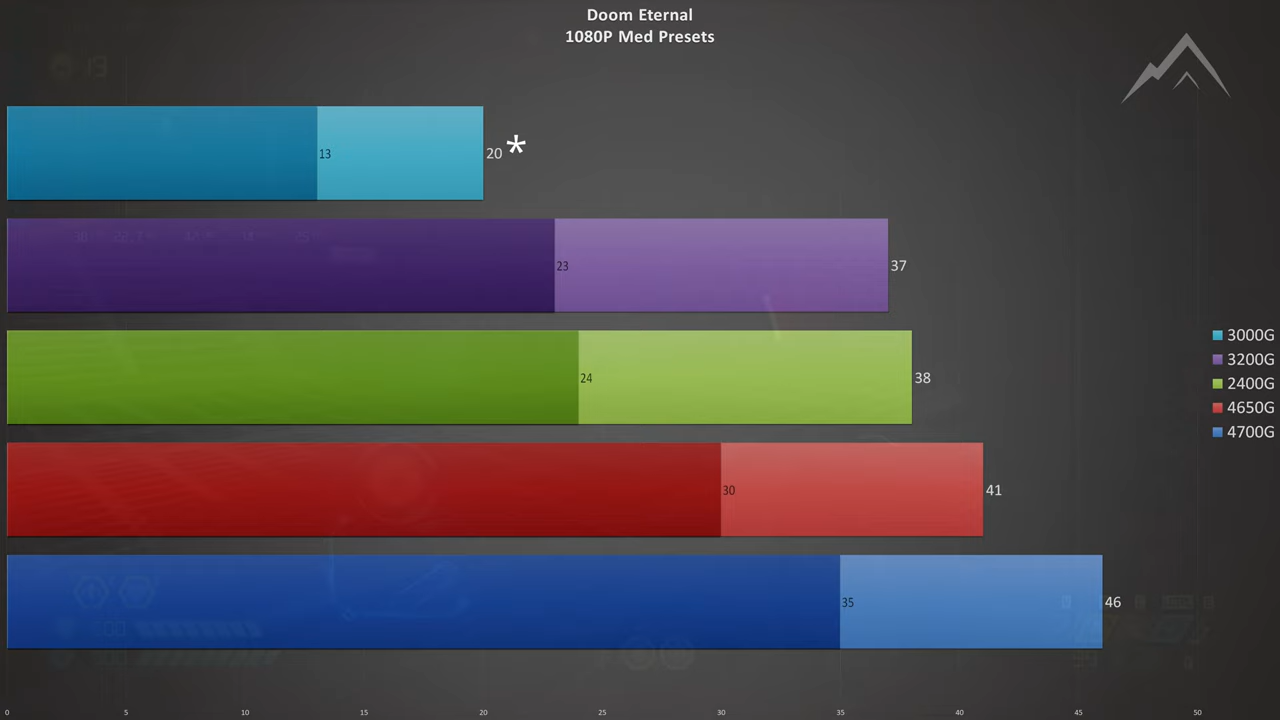 Doom Eternal
1080P Med Presets
13
20 *
23
37
24
38
30
41
35
46
3000G
3200G
2400G
4650G
4700G
0 5 10 15 20 25 30 35 40 45 50